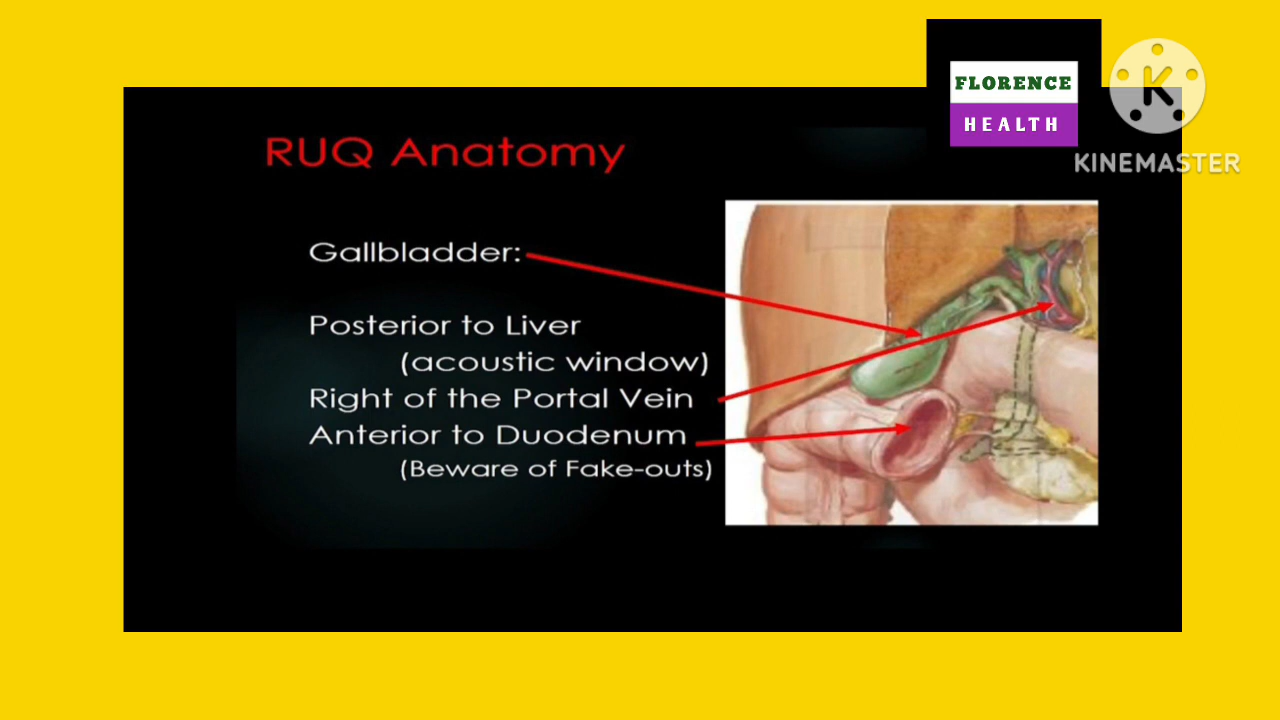 FLORENCE
HEALTH
KINEMASTER
RUQ Anatomy
Gallbladder:
Posterior to Liver
(acoustic window)
Right of the Portal Vein
Anterior to Duodenum
(Beware of Fake-outs)